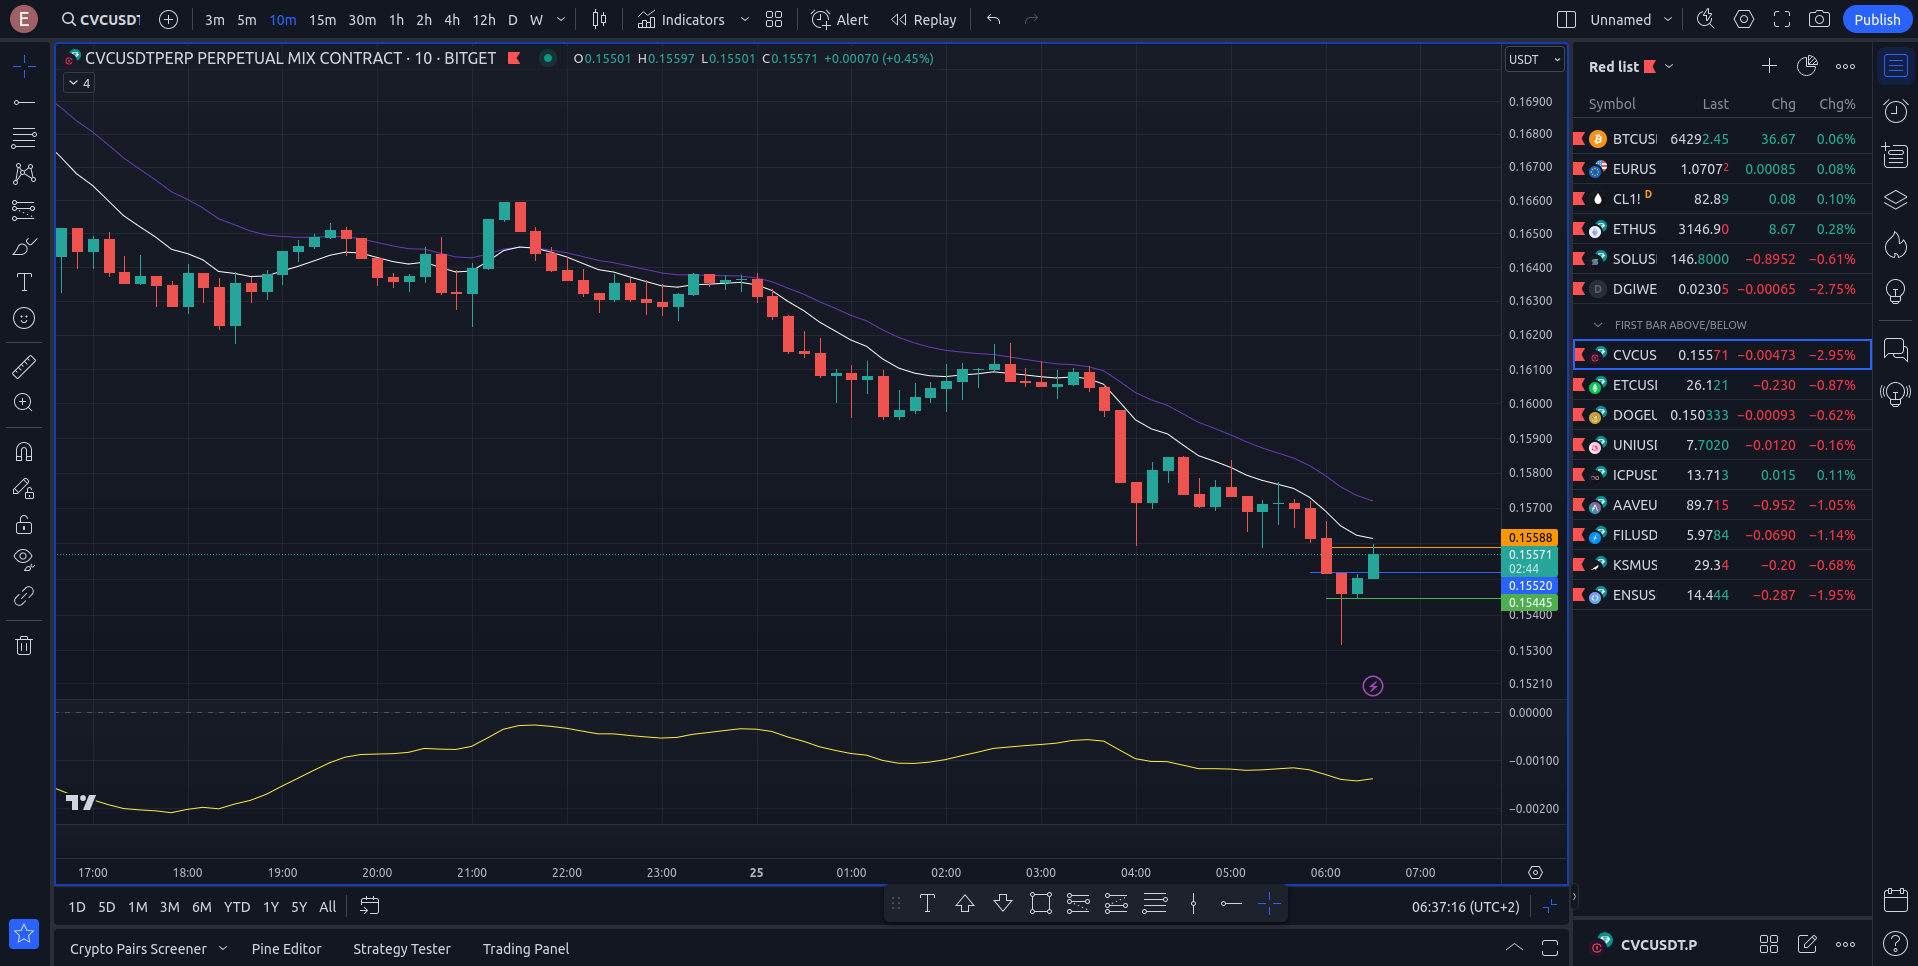 E CVCUSDT 3m 5m 10m 15m 30m 1h 2h 4h 12h D W Indicators Alert Replay Unnamed Publish
CVCUSDTPERP PERPETUAL MIX CONTRACT · 10 · BITGET O0.15501 H0.15597 L0.15501 C0.15571 +0.00070 (+0.45%) USDT
4
0.16900
0.16800
0.16700
0.16600
0.16500
0.16400
0.16300
0.16200
0.16100
0.16000
0.15900
0.15800
0.15700
0.15588
0.15571
02:44
0.15520
0.15445
0.15400
0.15300
0.15210
0.00000
−0.00100
−0.00200
17:00 18:00 19:00 20:00 21:00 22:00 23:00 25 01:00 02:00 03:00 04:00 05:00 06:00 07:00
1D 5D 1M 3M 6M YTD 1Y 5Y All T 06:37:16 (UTC+2)
Crypto Pairs Screener Pine Editor Strategy Tester Trading Panel
Red list
Symbol Last Chg Chg%
BTCUSI 64292.45 36.67 0.06%
EURUS 1.07072 0.00085 0.08%
CL1! D 82.89 0.08 0.10%
ETHUS 3146.90 8.67 0.28%
SOLUSI 146.8000 −0.8952 −0.61%
D DGIWE 0.02305 −0.00065 −2.75%
FIRST BAR ABOVE/BELOW
CVCUS 0.15571 −0.00473 −2.95%
ETCUSI 26.121 −0.230 −0.87%
DOGEU 0.150333 −0.00093 −0.62%
UNIUSI 7.7020 −0.0120 −0.16%
ICPUSD 13.713 0.015 0.11%
AAVEU 89.715 −0.952 −1.05%
FILUSD 5.9784 −0.0690 −1.14%
KSMUS 29.34 −0.20 −0.68%
ENSUS 14.444 −0.287 −1.95%
CVCUSDT.P